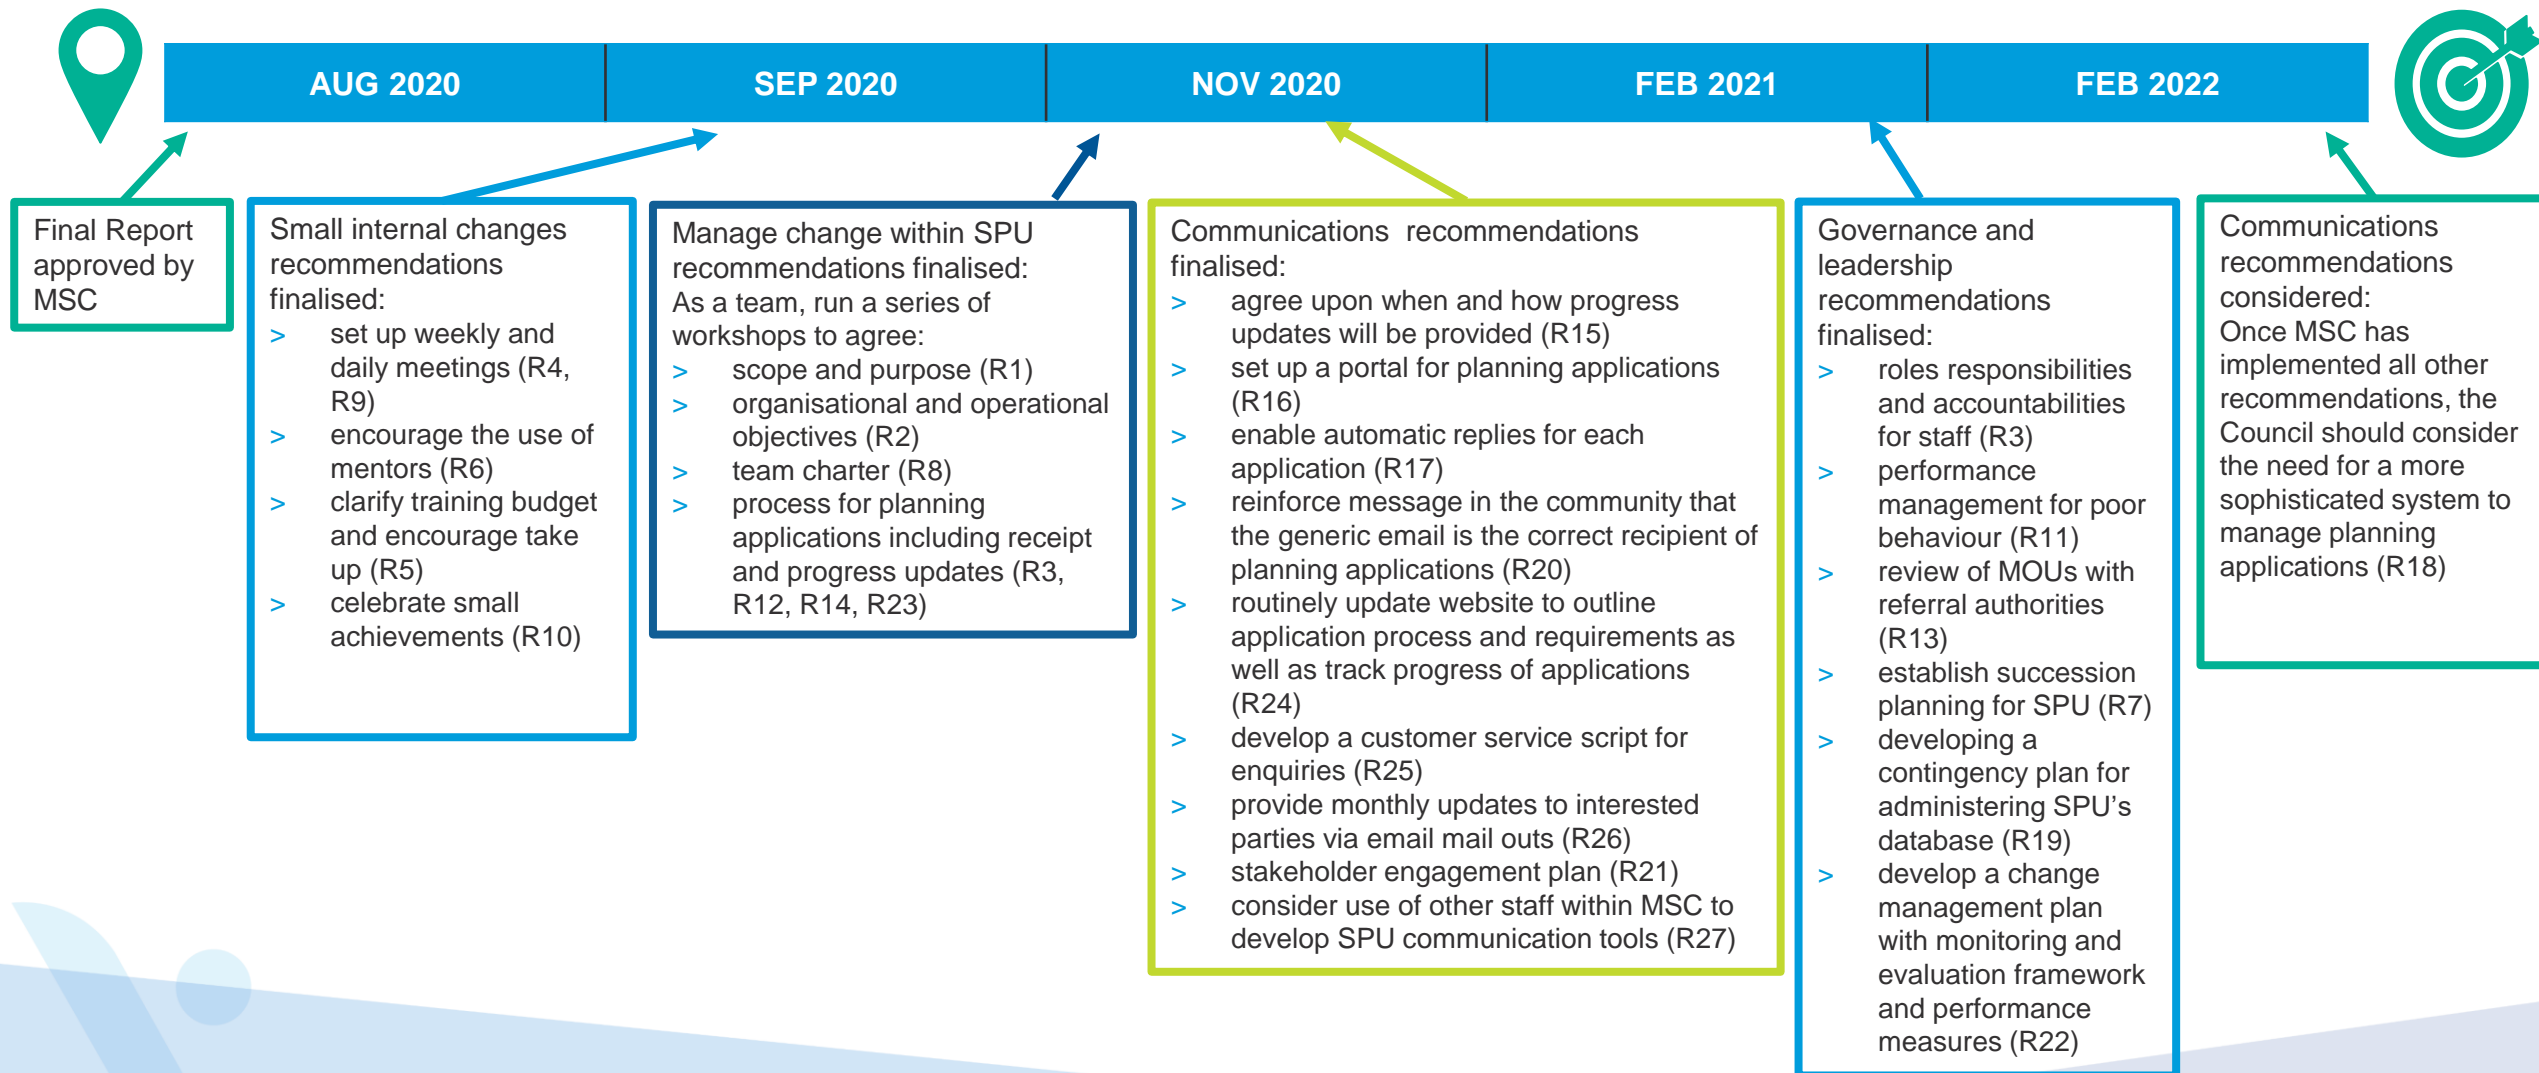 AUG 2020
SEP 2020
NOV 2020
FEB 2021
FEB 2022
Final Report
approved by
MSC
Small internal changes
recommendations
finalised:
> set up weekly and
daily meetings (R4,
R9)
> encourage the use of
mentors (R6)
> clarify training budget
and encourage take
up (R5)
> celebrate small
achievements (R10)
Manage change within SPU
recommendations finalised:
As a team, run a series of
workshops to agree:
> scope and purpose (R1)
> organisational and operational
objectives (R2)
> team charter (R8)
> process for planning
applications including receipt
and progress updates (R3,
R12, R14, R23)
Communications recommendations
finalised:
> agree upon when and how progress
updates will be provided (R15)
> set up a portal for planning applications
(R16)
> enable automatic replies for each
application (R17)
> reinforce message in the community that
the generic email is the correct recipient of
planning applications (R20)
> routinely update website to outline
application process and requirements as
well as track progress of applications
(R24)
> develop a customer service script for
enquiries (R25)
> provide monthly updates to interested
parties via email mail outs (R26)
> stakeholder engagement plan (R21)
> consider use of other staff within MSC to
develop SPU communication tools (R27)
Governance and
leadership
recommendations
finalised:
> roles responsibilities
and accountabilities
for staff (R3)
> performance
management for poor
behaviour (R11)
> review of MOUs with
referral authorities
(R13)
> establish succession
planning for SPU (R7)
> developing a
contingency plan for
administering SPU's
database (R19)
> develop a change
management plan
with monitoring and
evaluation framework
and performance
measures (R22)
Communications
recommendations
considered:
Once MSC has
implemented all other
recommendations, the
Council should consider
the need for a more
sophisticated system to
manage planning
applications (R18)